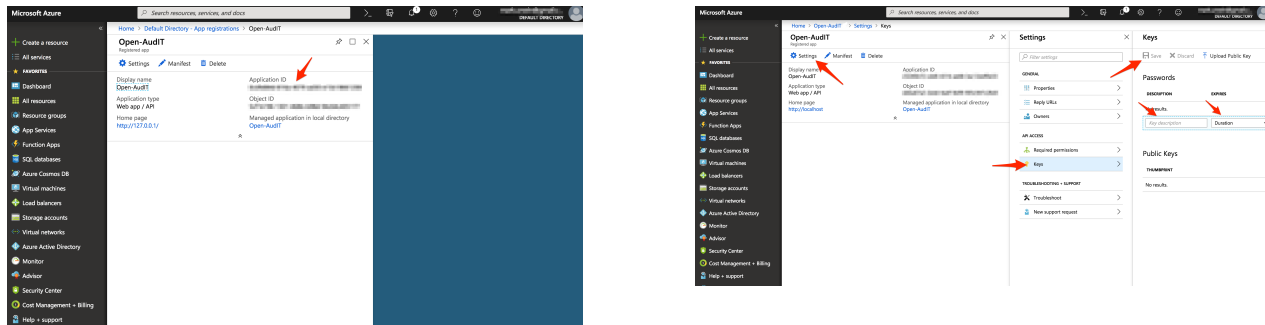 Microsoft Azure
Search resources, services, and docs
DEFAULT DIRECTORY
Create a resource
All services
FAVORITES
Dashboard
All resources
Resource groups
App Services
Function Apps
SQL databases
Azure Cosmos DB
Virtual machines
Load balancers
Storage accounts
Virtual networks
Azure Active Directory
Monitor
Advisor
Security Center
Cost Management + Billing
Help + support
Home > Default Directory - App registrations > Open-AudIT
Open-AudIT
Registered app
Settings Manifest Delete
Display name
Open-AudIT
Application type
Web app / API
Home page
http://127.0.0.1/
Application ID
Object ID
Managed application in local directory
Open-AudIT
Microsoft Azure
Search resources, services, and docs
DEFAULT DIRECTORY
Create a resource
All services
FAVORITES
Dashboard
All resources
Resource groups
App Services
Function Apps
SQL databases
Azure Cosmos DB
Virtual machines
Load balancers
Storage accounts
Virtual networks
Azure Active Directory
Monitor
Advisor
Security Center
Cost Management + Billing
Help + support
Home > Open-AudIT > Settings > Keys
Open-AudIT
Registered app
Settings Manifest Delete
Display name
Open-AudIT
Application type
Web app / API
Home page
http://localhost
Application ID
Object ID
Managed application in local directory
Open-AudIT
Settings
Filter settings
GENERAL
Properties
Reply URLs
Owners
API ACCESS
Required permissions
Keys
TROUBLESHOOTING + SUPPORT
Troubleshoot
New support request
Keys
Save Discard Upload Public Key
Passwords
DESCRIPTION EXPIRES
results.
Key description Duration
Public Keys
THUMBPRINT
No results.